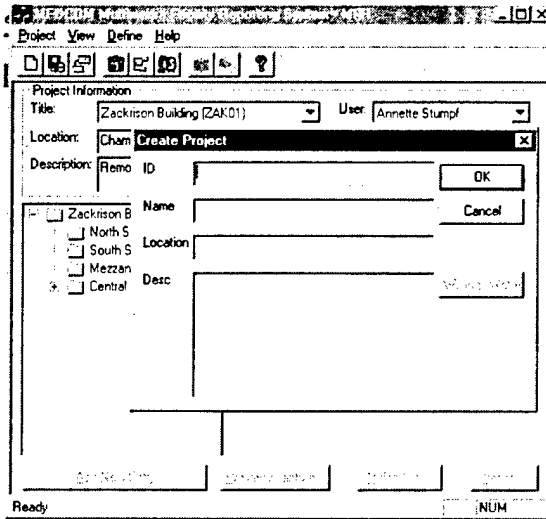 Project View Define Help
Project Information
Title: Zackrison Building (ZAK01) User: Annette Stumpf
Location: Cham
Description: Remo
Create Project
ID
OK
Name
Cancel
Location
Desc
Zackrison B
North S
South S
Mezzan
Central
Ready NUM